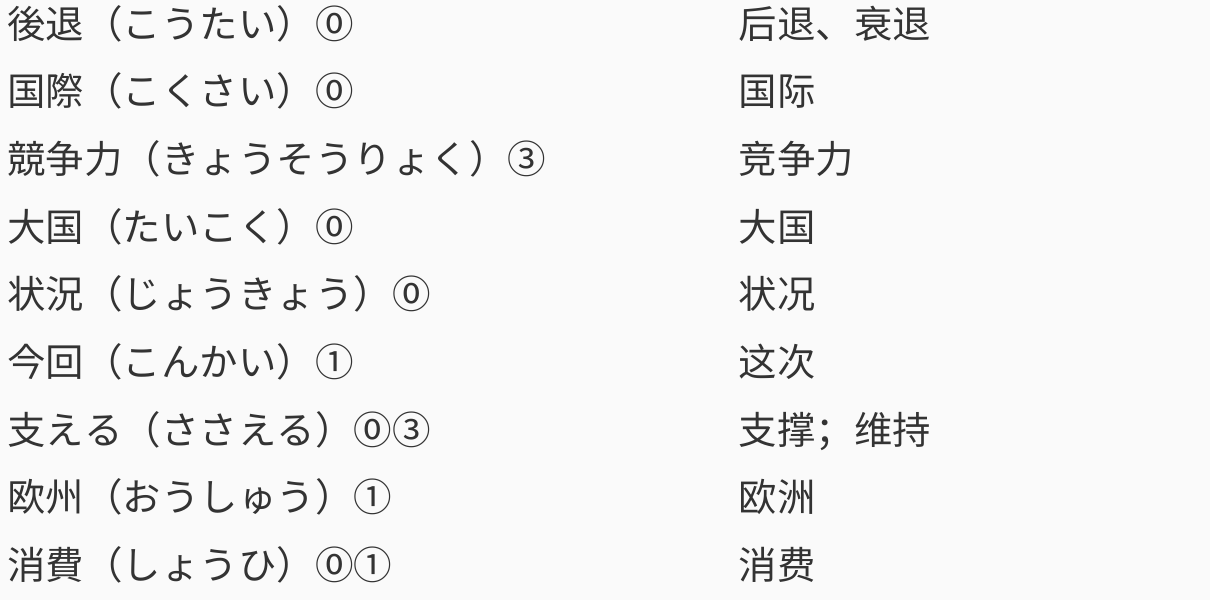 後退（こうたい）⓪ 后退、衰退
国際（こくさい）⓪ 国际
競争力（きょうそうりょく）③ 竞争力
大国（たいこく）⓪ 大国
状況（じょうきょう）⓪ 状况
今回（こんかい）① 这次
支える（ささえる）⓪③ 支撑；维持
欧州（おうしゅう）① 欧洲
消費（しょうひ）⓪① 消费